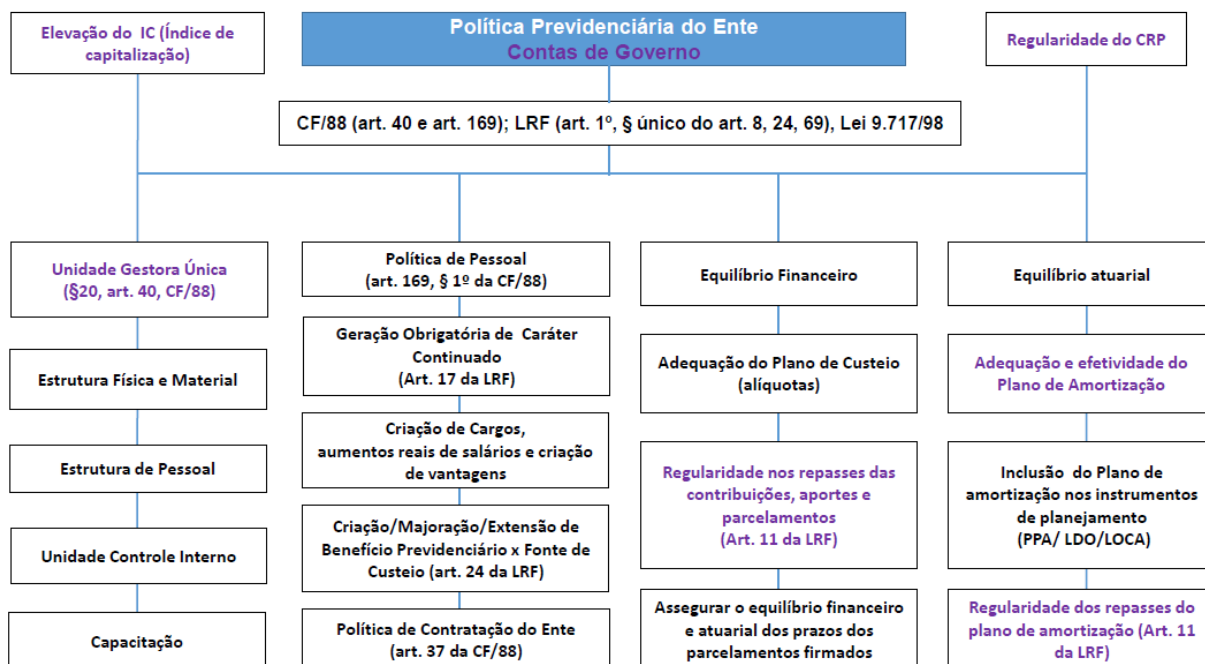 Elevação do IC (Índice de
capitalização)
Política Previdenciária do Ente
Contas de Governo
Regularidade do CRP
CF/88 (art. 40 e art. 169); LRF (art. 1º, § único do art. 8, 24, 69), Lei 9.717/98
Unidade Gestora Única
(§20, art. 40, CF/88)
Estrutura Física e Material
Estrutura de Pessoal
Unidade Controle Interno
Capacitação
Política de Pessoal
(art. 169, § 1º da CF/88)
Geração Obrigatória de Caráter
Continuado
(Art. 17 da LRF)
Criação de Cargos,
aumentos reais de salários e criação
de vantagens
Criação/Majoração/Extensão de
Benefício Previdenciário x Fonte de
Custeio (art. 24 da LRF)
Política de Contratação do Ente
(art. 37 da CF/88)
Equilíbrio Financeiro
Adequação do Plano de Custeio
(alíquotas)
Regularidade nos repasses das
contribuições, aportes e
parcelamentos
(Art. 11 da LRF)
Assegurar o equilíbrio financeiro
e atuarial dos prazos dos
parcelamentos firmados
Equilíbrio atuarial
Adequação e efetividade do
Plano de Amortização
Inclusão do Plano de
amortização nos instrumentos
de planejamento
(PPA/ LDO/LOCA)
Regularidade dos repasses do
plano de amortização (Art. 11
da LRF)